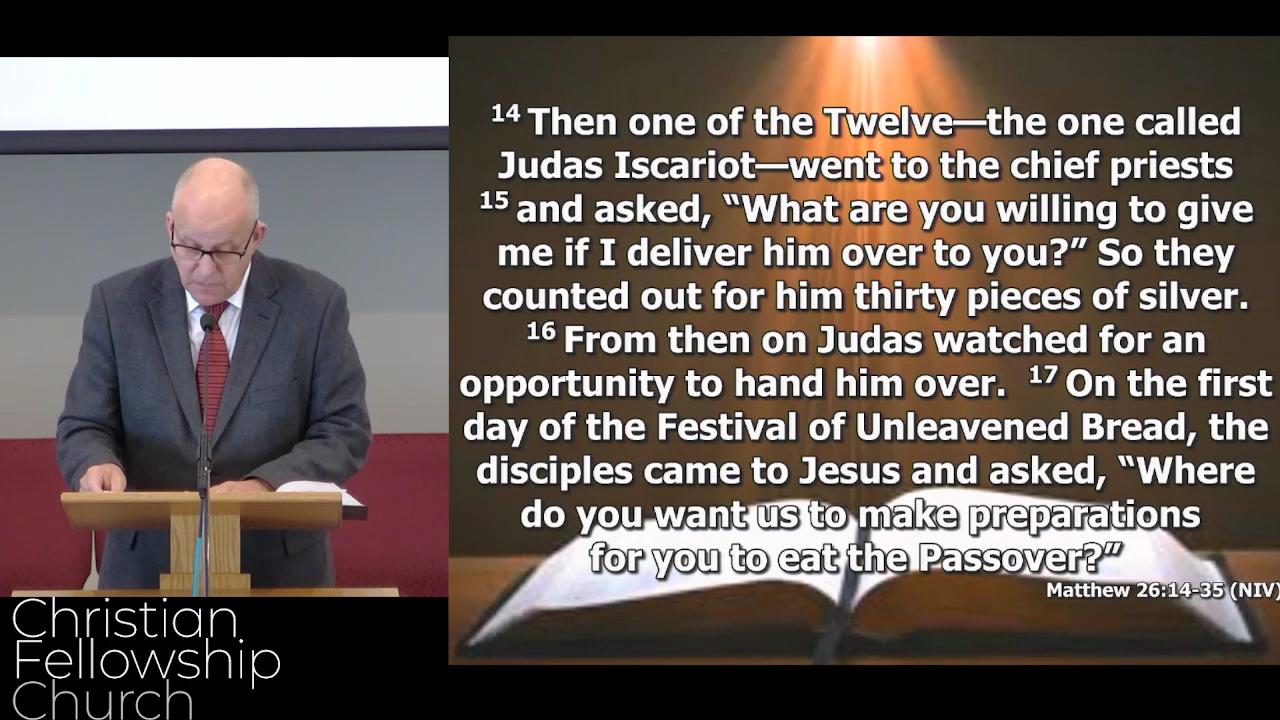 14 Then one of the Twelve—the one called
Judas Iscariot—went to the chief priests
15 and asked, “What are you willing to give
me if I deliver him over to you?” So they
counted out for him thirty pieces of silver.
16 From then on Judas watched for an
opportunity to hand him over. 17 On the first
day of the Festival of Unleavened Bread, the
disciples came to Jesus and asked, “Where
do you want us to make preparations
for you to eat the Passover?”
Matthew 26:14-35 (NIV)
Christian
Fellowship
Church